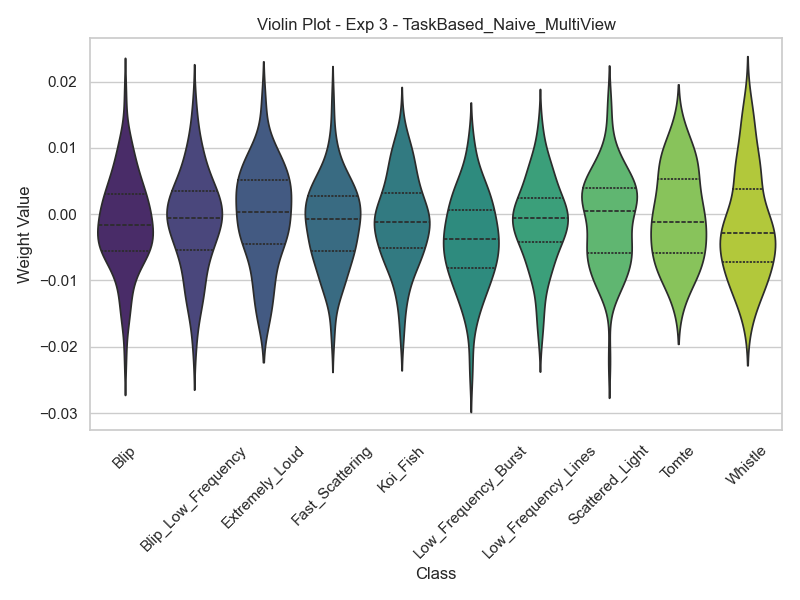 Violin Plot - Exp 3 - TaskBased_Naive_MultiView
Weight Value
0.02
0.01
0.00
−0.01
−0.02
−0.03
Blip
Blip_Low_Frequency
Extremely_Loud
Fast_Scattering
Koi_Fish
Low_Frequency_Burst
Low_Frequency_Lines
Scattered_Light
Tomte
Whistle
Class